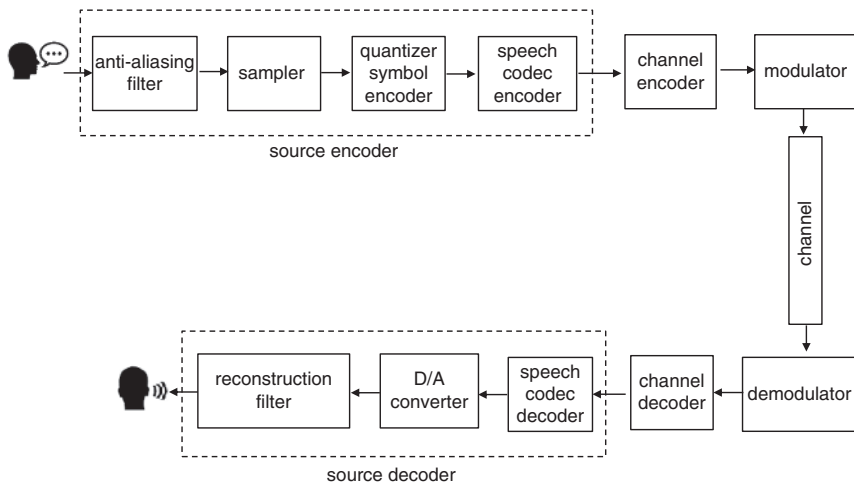 anti-aliasing
filter
sampler
quantizer
symbol
encoder
speech
codec
encoder
channel
encoder
modulator
source encoder
channel
reconstruction
filter
D/A
converter
speech
codec
decoder
channel
decoder
demodulator
source decoder